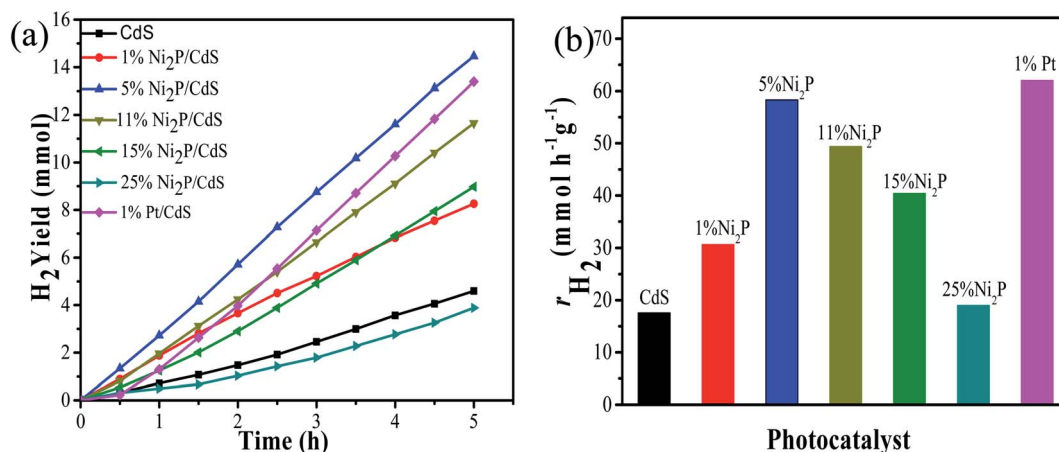 (a)
H2 Yield (mmol)
16
14
12
10
8
6
4
2
0
CdS
1% Ni2P/CdS
5% Ni2P/CdS
11% Ni2P/CdS
15% Ni2P/CdS
25% Ni2P/CdS
1% Pt/CdS
0 1 2 3 4 5
Time (h)
(b)
rH2 (mmol h-1g-1)
70
60
50
40
30
20
10
0
CdS
1%Ni2P
5%Ni2P
11%Ni2P
15%Ni2P
25%Ni2P
1% Pt
Photocatalyst